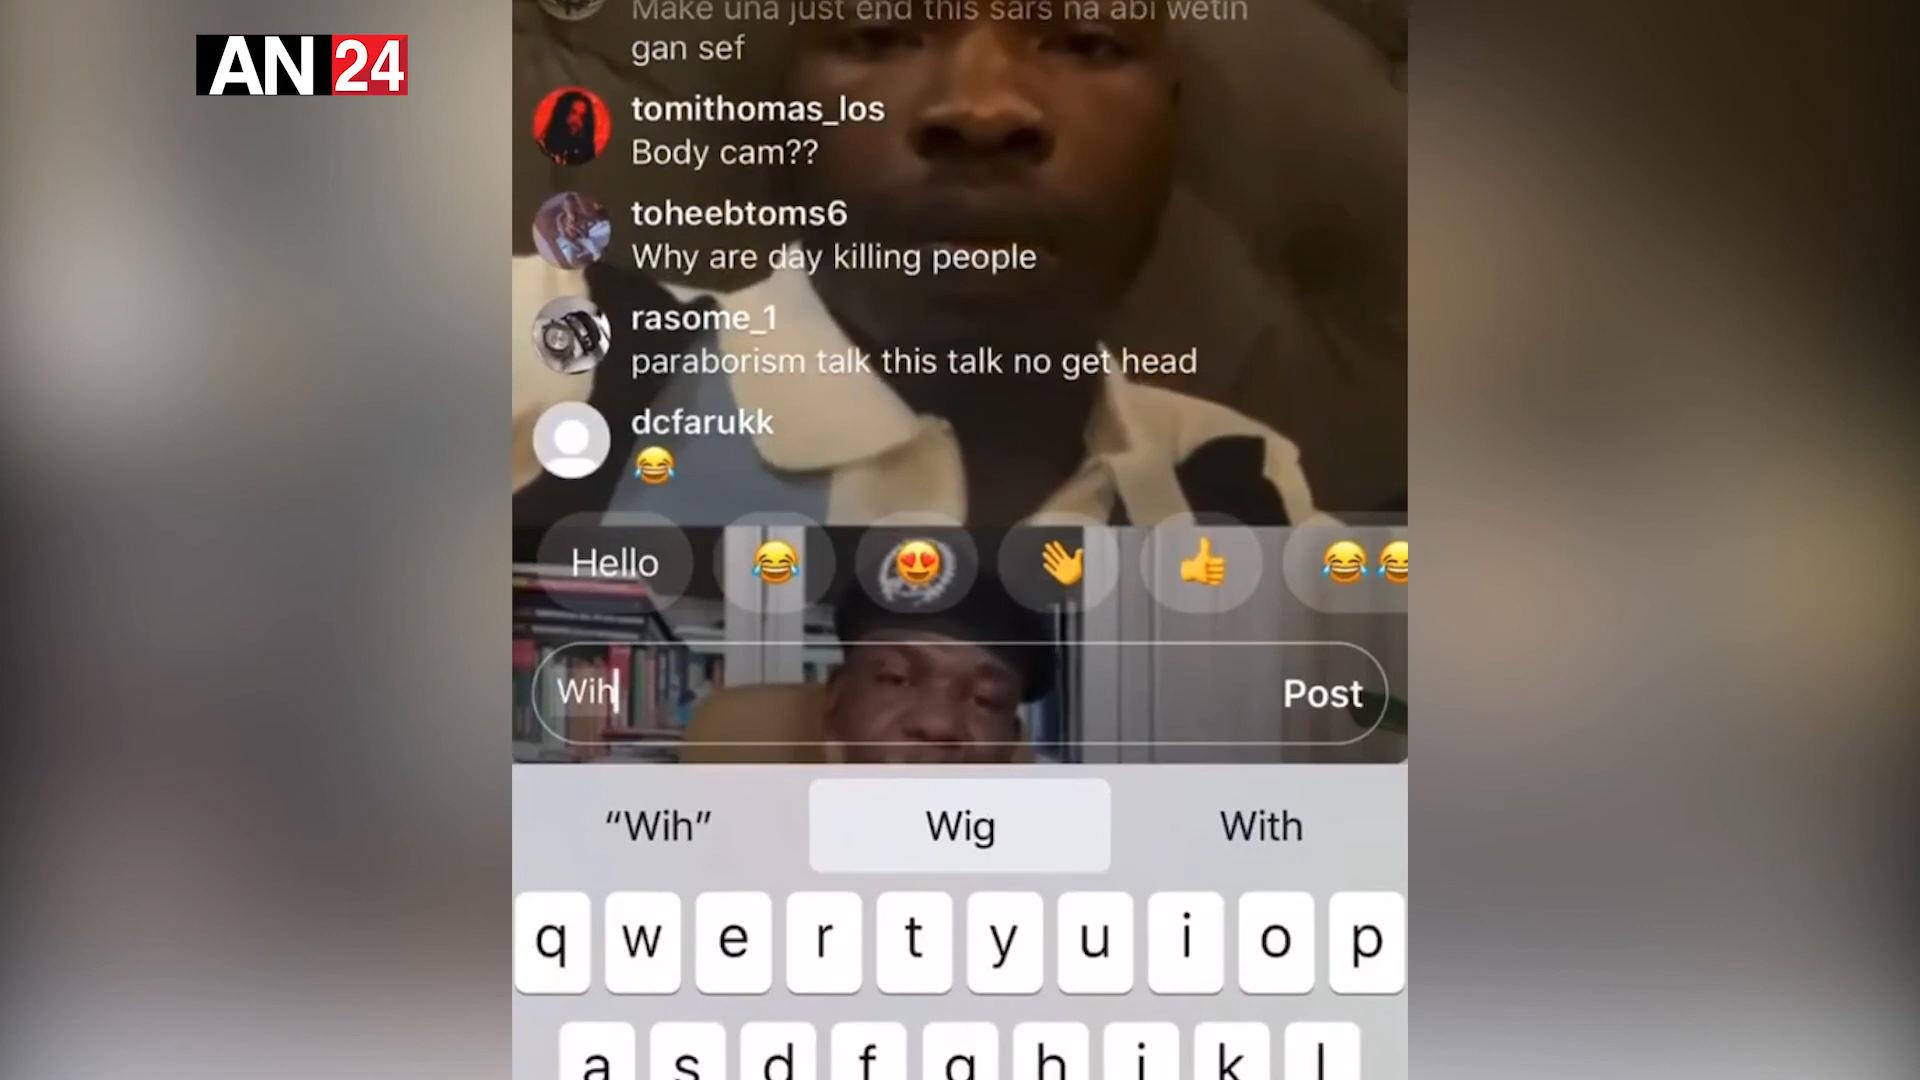 AN 24
Make una just end this sars na abi wetin
gan sef
tomithomas_los
Body cam??
toheebtoms6
Why are day killing people
rasome_1
paraborism talk this talk no get head
dcfarukk
😂
Hello 😂 😍 👋 👍 😂 😂
Wih Post
“Wih” Wig With
q w e r t y u i o p
a s d f g h j k l